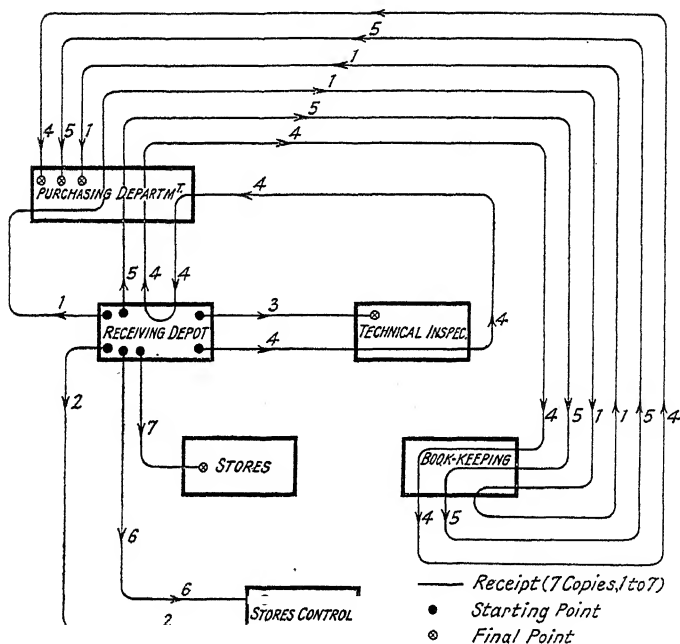 5
1
1
5
4
4 5 1
PURCHASING DEPARTMT.
4
5 4 4
1
3
RECEIVING DEPOT
TECHNICAL INSPEC.
4
4
2
4 5 1 1 5 4
7
STORES
BOOK-KEEPING
4 5
6
6
STORES CONTROL
2
Receipt (7 Copies, 1 to 7)
Starting Point
Final Point